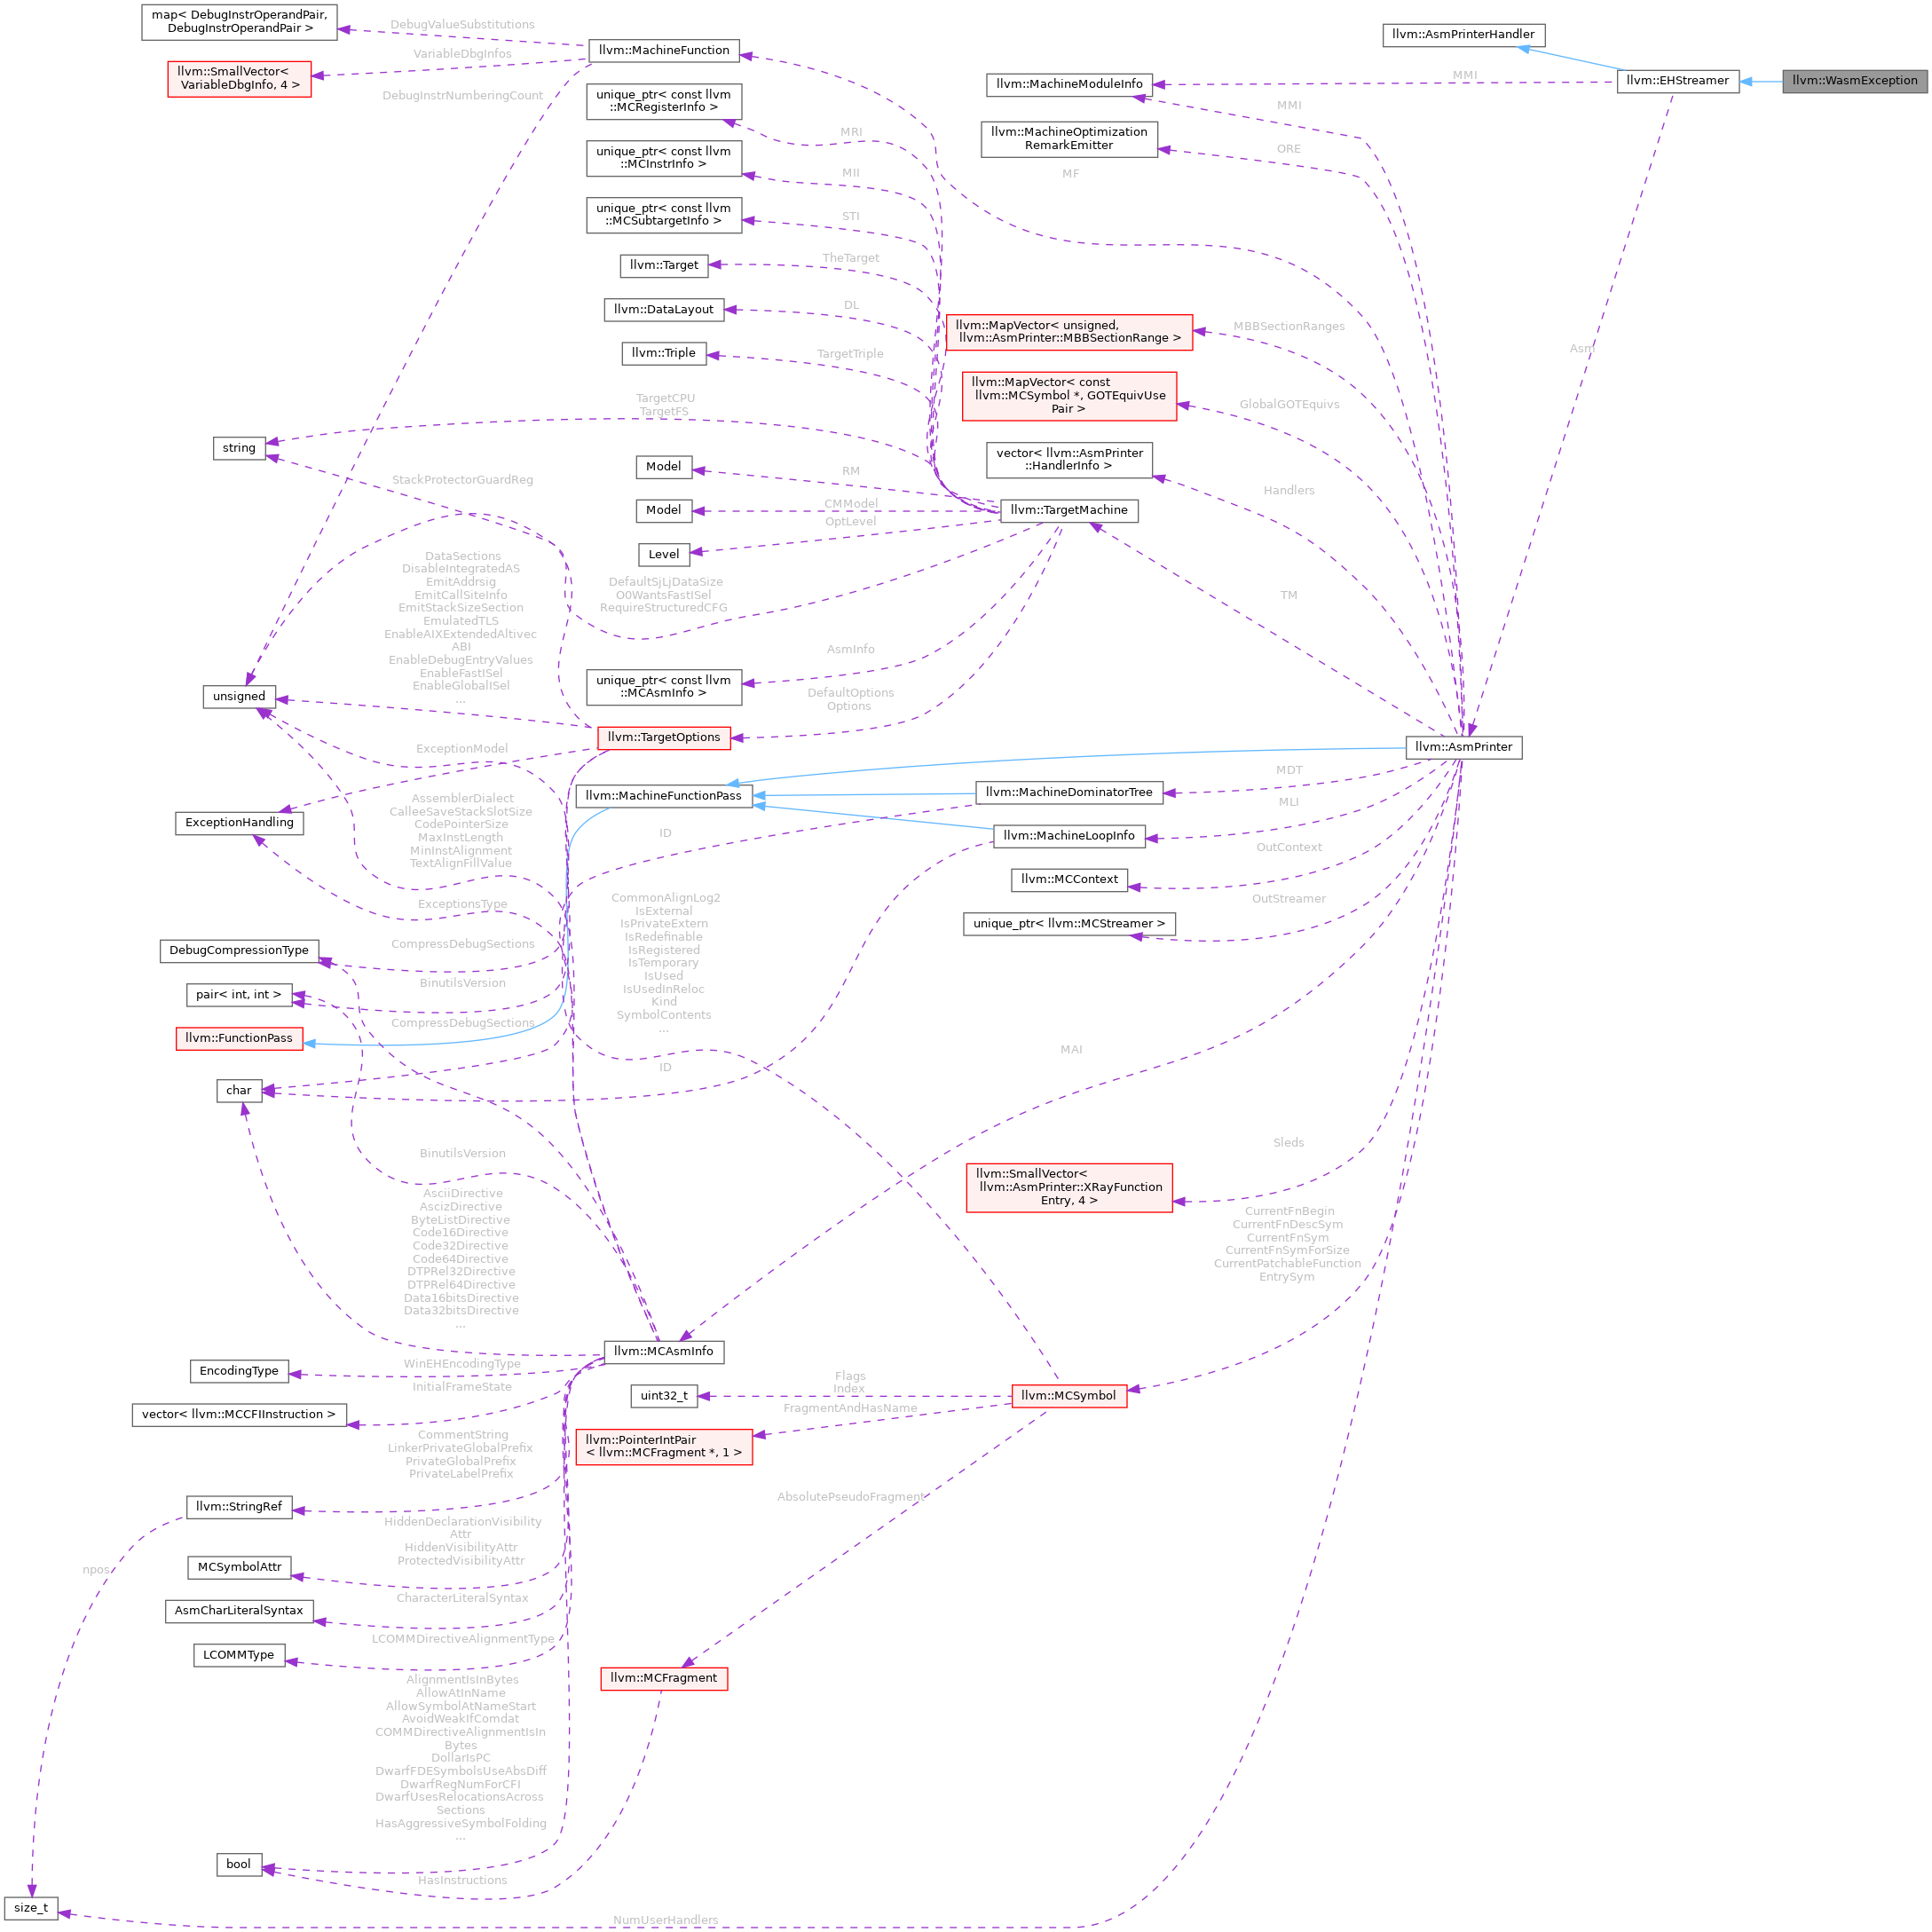 map< DebugInstrOperandPair,
DebugInstrOperandPair >
llvm::SmallVector<
VariableDbgInfo, 4 >
DebugValueSubstitutions
VariableDbgInfos
DebugInstrNumberingCount
llvm::MachineFunction
unique_ptr< const llvm
::MCRegisterInfo >
unique_ptr< const llvm
::MCInstrInfo >
unique_ptr< const llvm
::MCSubtargetInfo >
llvm::Target
llvm::DataLayout
llvm::Triple
MRI
MII
STI
TheTarget
DL
TargetTriple
llvm::AsmPrinterHandler
llvm::MachineModuleInfo
MMI
llvm::EHStreamer
llvm::WasmException
MMI
llvm::MachineOptimization
RemarkEmitter
ORE
MF
llvm::MapVector< unsigned,
llvm::AsmPrinter::MBBSectionRange >
MBBSectionRanges
Asm
llvm::MapVector< const
llvm::MCSymbol *, GOTEquivUse
Pair >
GlobalGOTEquivs
TargetCPU
TargetFS
string
vector< llvm::AsmPrinter
::HandlerInfo >
Handlers
StackProtectorGuardReg
Model
RM
Model
CMModel
llvm::TargetMachine
OptLevel
Level
DataSections
DisableIntegratedAS
EmitAddrsig
EmitCallSiteInfo
EmitStackSizeSection
EmulatedTLS
EnableAIXExtendedAltivec
ABI
EnableDebugEntryValues
EnableFastISel
EnableGlobalISel
...
DefaultSjLjDataSize
O0WantsFastISel
RequireStructuredCFG
TM
AsmInfo
unique_ptr< const llvm
::MCAsmInfo >
unsigned
DefaultOptions
Options
llvm::TargetOptions
llvm::AsmPrinter
ExceptionModel
MDT
llvm::MachineFunctionPass
llvm::MachineDominatorTree
MLI
AssemblerDialect
CalleeSaveStackSlotSize
CodePointerSize
MaxInstLength
MinInstAlignment
TextAlignFillValue
ExceptionHandling
ID
llvm::MachineLoopInfo
OutContext
llvm::MCContext
ExceptionsType
CommonAlignLog2
IsExternal
IsPrivateExtern
IsRedefinable
IsRegistered
IsTemporary
IsUsed
IsUsedInReloc
Kind
SymbolContents
...
OutStreamer
unique_ptr< llvm::MCStreamer >
DebugCompressionType
CompressDebugSections
BinutilsVersion
pair< int, int >
CompressDebugSections
llvm::FunctionPass
char
ID
MAI
Sleds
BinutilsVersion
llvm::SmallVector<
llvm::AsmPrinter::XRayFunction
Entry, 4 >
AsciiDirective
AscizDirective
ByteListDirective
Code16Directive
Code32Directive
Code64Directive
DTPRel32Directive
DTPRel64Directive
Data16bitsDirective
Data32bitsDirective
...
CurrentFnBegin
CurrentFnDescSym
CurrentFnSym
CurrentFnSymForSize
CurrentPatchableFunction
EntrySym
llvm::MCAsmInfo
EncodingType
WinEHEncodingType
InitialFrameState
vector< llvm::MCCFIInstruction >
uint32_t
Flags
Index
llvm::MCSymbol
FragmentAndHasName
llvm::PointerIntPair
< llvm::MCFragment *, 1 >
CommentString
LinkerPrivateGlobalPrefix
PrivateGlobalPrefix
PrivateLabelPrefix
llvm::StringRef
AbsolutePseudoFragment
HiddenDeclarationVisibility
Attr
HiddenVisibilityAttr
ProtectedVisibilityAttr
npos
MCSymbolAttr
CharacterLiteralSyntax
AsmCharLiteralSyntax
LCOMMDirectiveAlignmentType
LCOMMType
llvm::MCFragment
AlignmentIsInBytes
AllowAtInName
AllowSymbolAtNameStart
AvoidWeakIfComdat
COMMDirectiveAlignmentIsIn
Bytes
DollarIsPC
DwarfFDESymbolsUseAbsDiff
DwarfRegNumForCFI
DwarfUsesRelocationsAcross
Sections
HasAggressiveSymbolFolding
...
bool
HasInstructions
size_t
NumUserHandlers